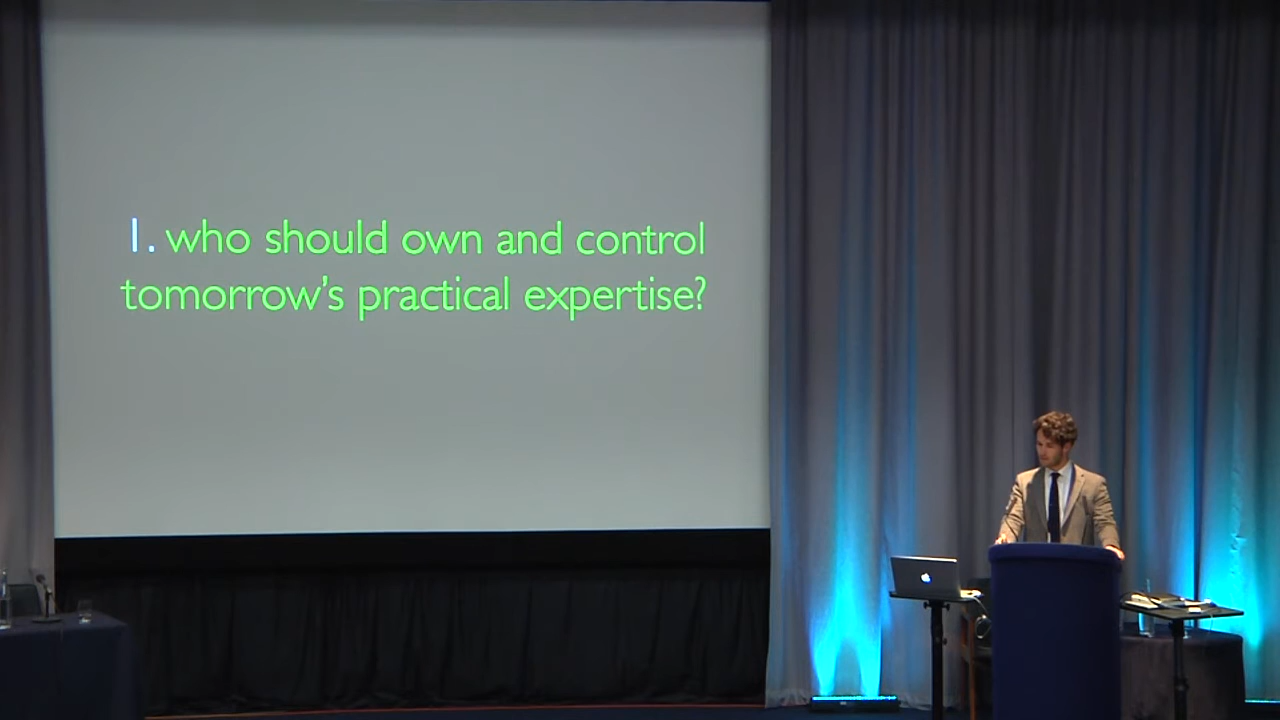 1. who should own and control
tomorrow's practical expertise?